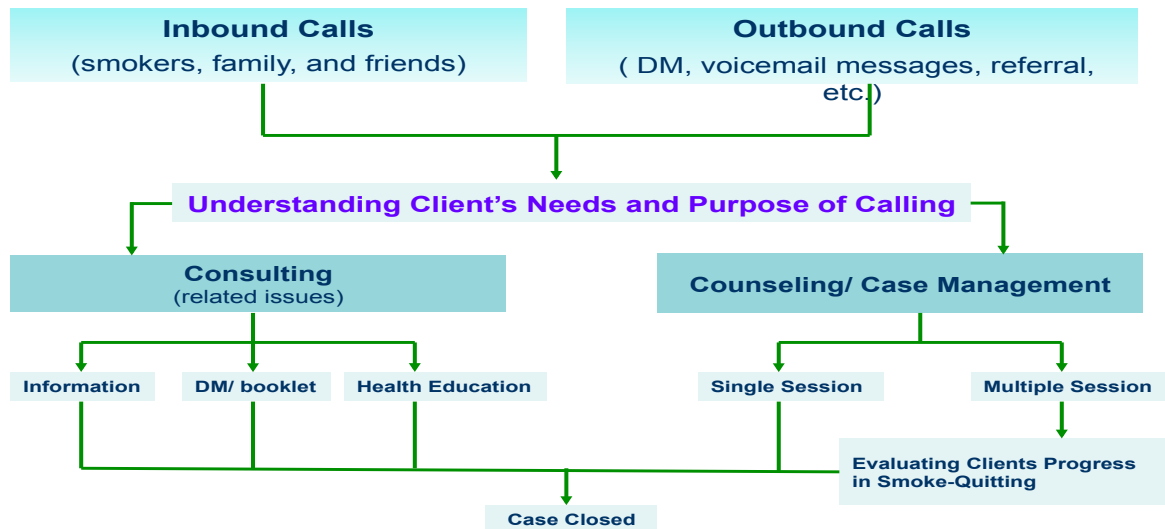 Inbound Calls
(smokers, family, and friends)
Outbound Calls
( DM, voicemail messages, referral,
etc.)
Understanding Client's Needs and Purpose of Calling
Consulting
(related issues)
Counseling/ Case Management
Information
DM/ booklet
Health Education
Single Session
Multiple Session
Evaluating Clients Progress
in Smoke-Quitting
Case Closed